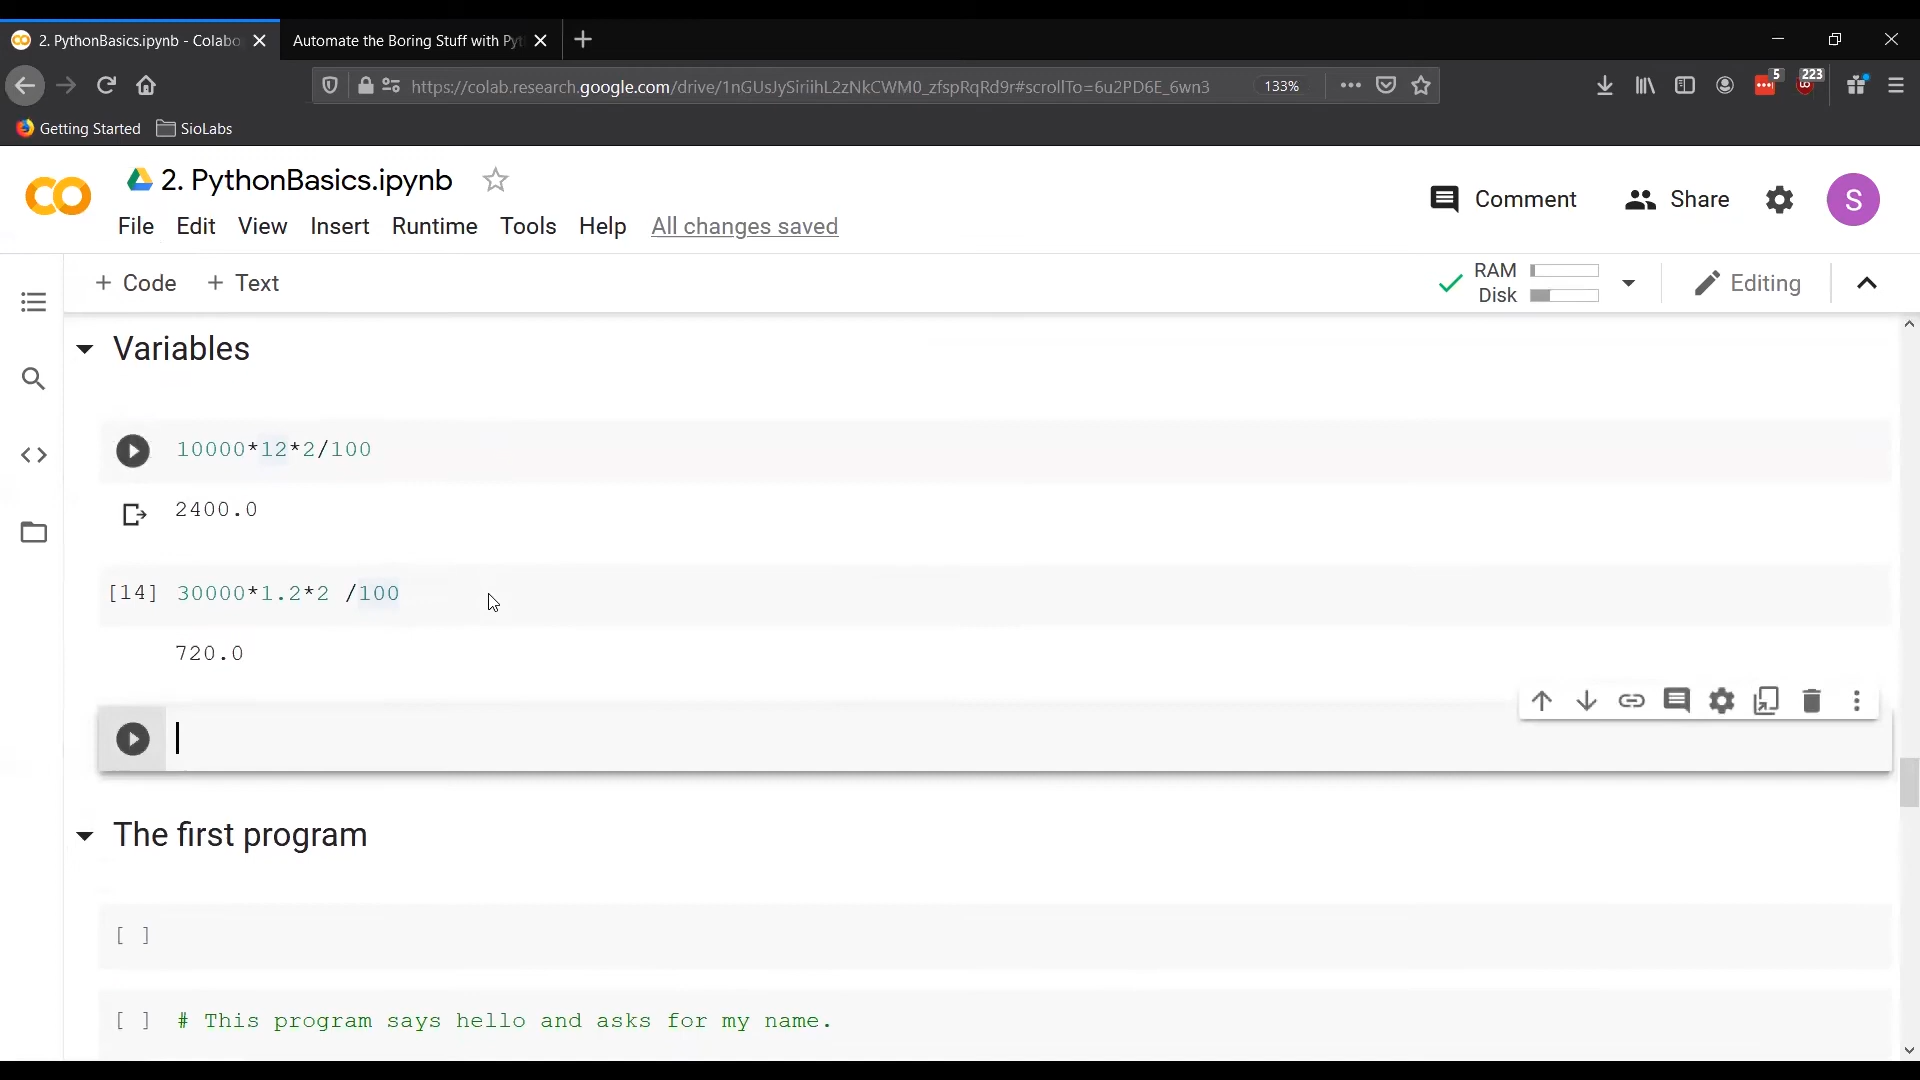 2. PythonBasics.ipynb - Colabo
Automate the Boring Stuff with Pyt
https://colab.research.google.com/drive/1nGUsJySiriihL2zNkCWM0_zfspRqRd9r#scrollTo=6u2PD6E_6wn3
133%
5
223
Getting Started
SioLabs
2. PythonBasics.ipynb
Comment
Share
S
File Edit View Insert Runtime Tools Help All changes saved
+ Code + Text
RAM
Disk
Editing
Variables
10000*12*2/100
2400.0
[14] 30000*1.2*2 /100
720.0
The first program
[ ]
[ ] # This program says hello and asks for my name.